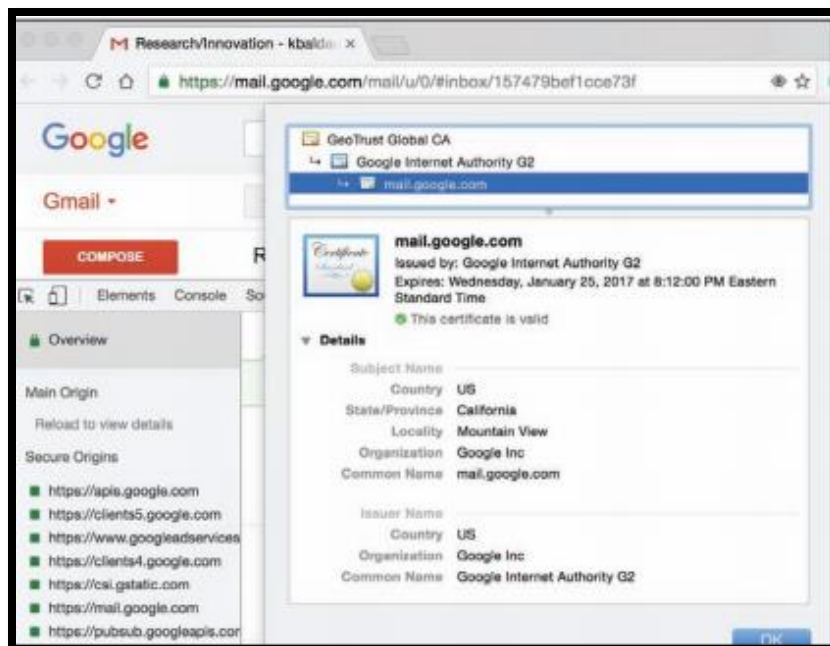 Research/Innovation - kbalda
https://mail.google.com/mail/u/0/#inbox/157479bef1cce73f
Google
Gmail
COMPOSE
R
Elements Console So
Overview
Main Origin
Reload to view details
Secure Origins
https://apis.google.com
https://clients5.google.com
https://www.googleadservices
https://clients4.google.com
https://csi.gstatic.com
https://mail.google.com
https://pubsub.googleapis.cor
GeoTrust Global CA
Google Internet Authority G2
mail.google.com
Certificate
mail.google.com
Issued by: Google Internet Authority G2
Expires: Wednesday, January 25, 2017 at 8:12:00 PM Eastern
Standard Time
This certificate is valid
Details
Subject Name
Country US
State/Province California
Locality Mountain View
Organization Google Inc
Common Name mail.google.com
Issuer Name
Country US
Organization Google Inc
Common Name Google Internet Authority G2
OK